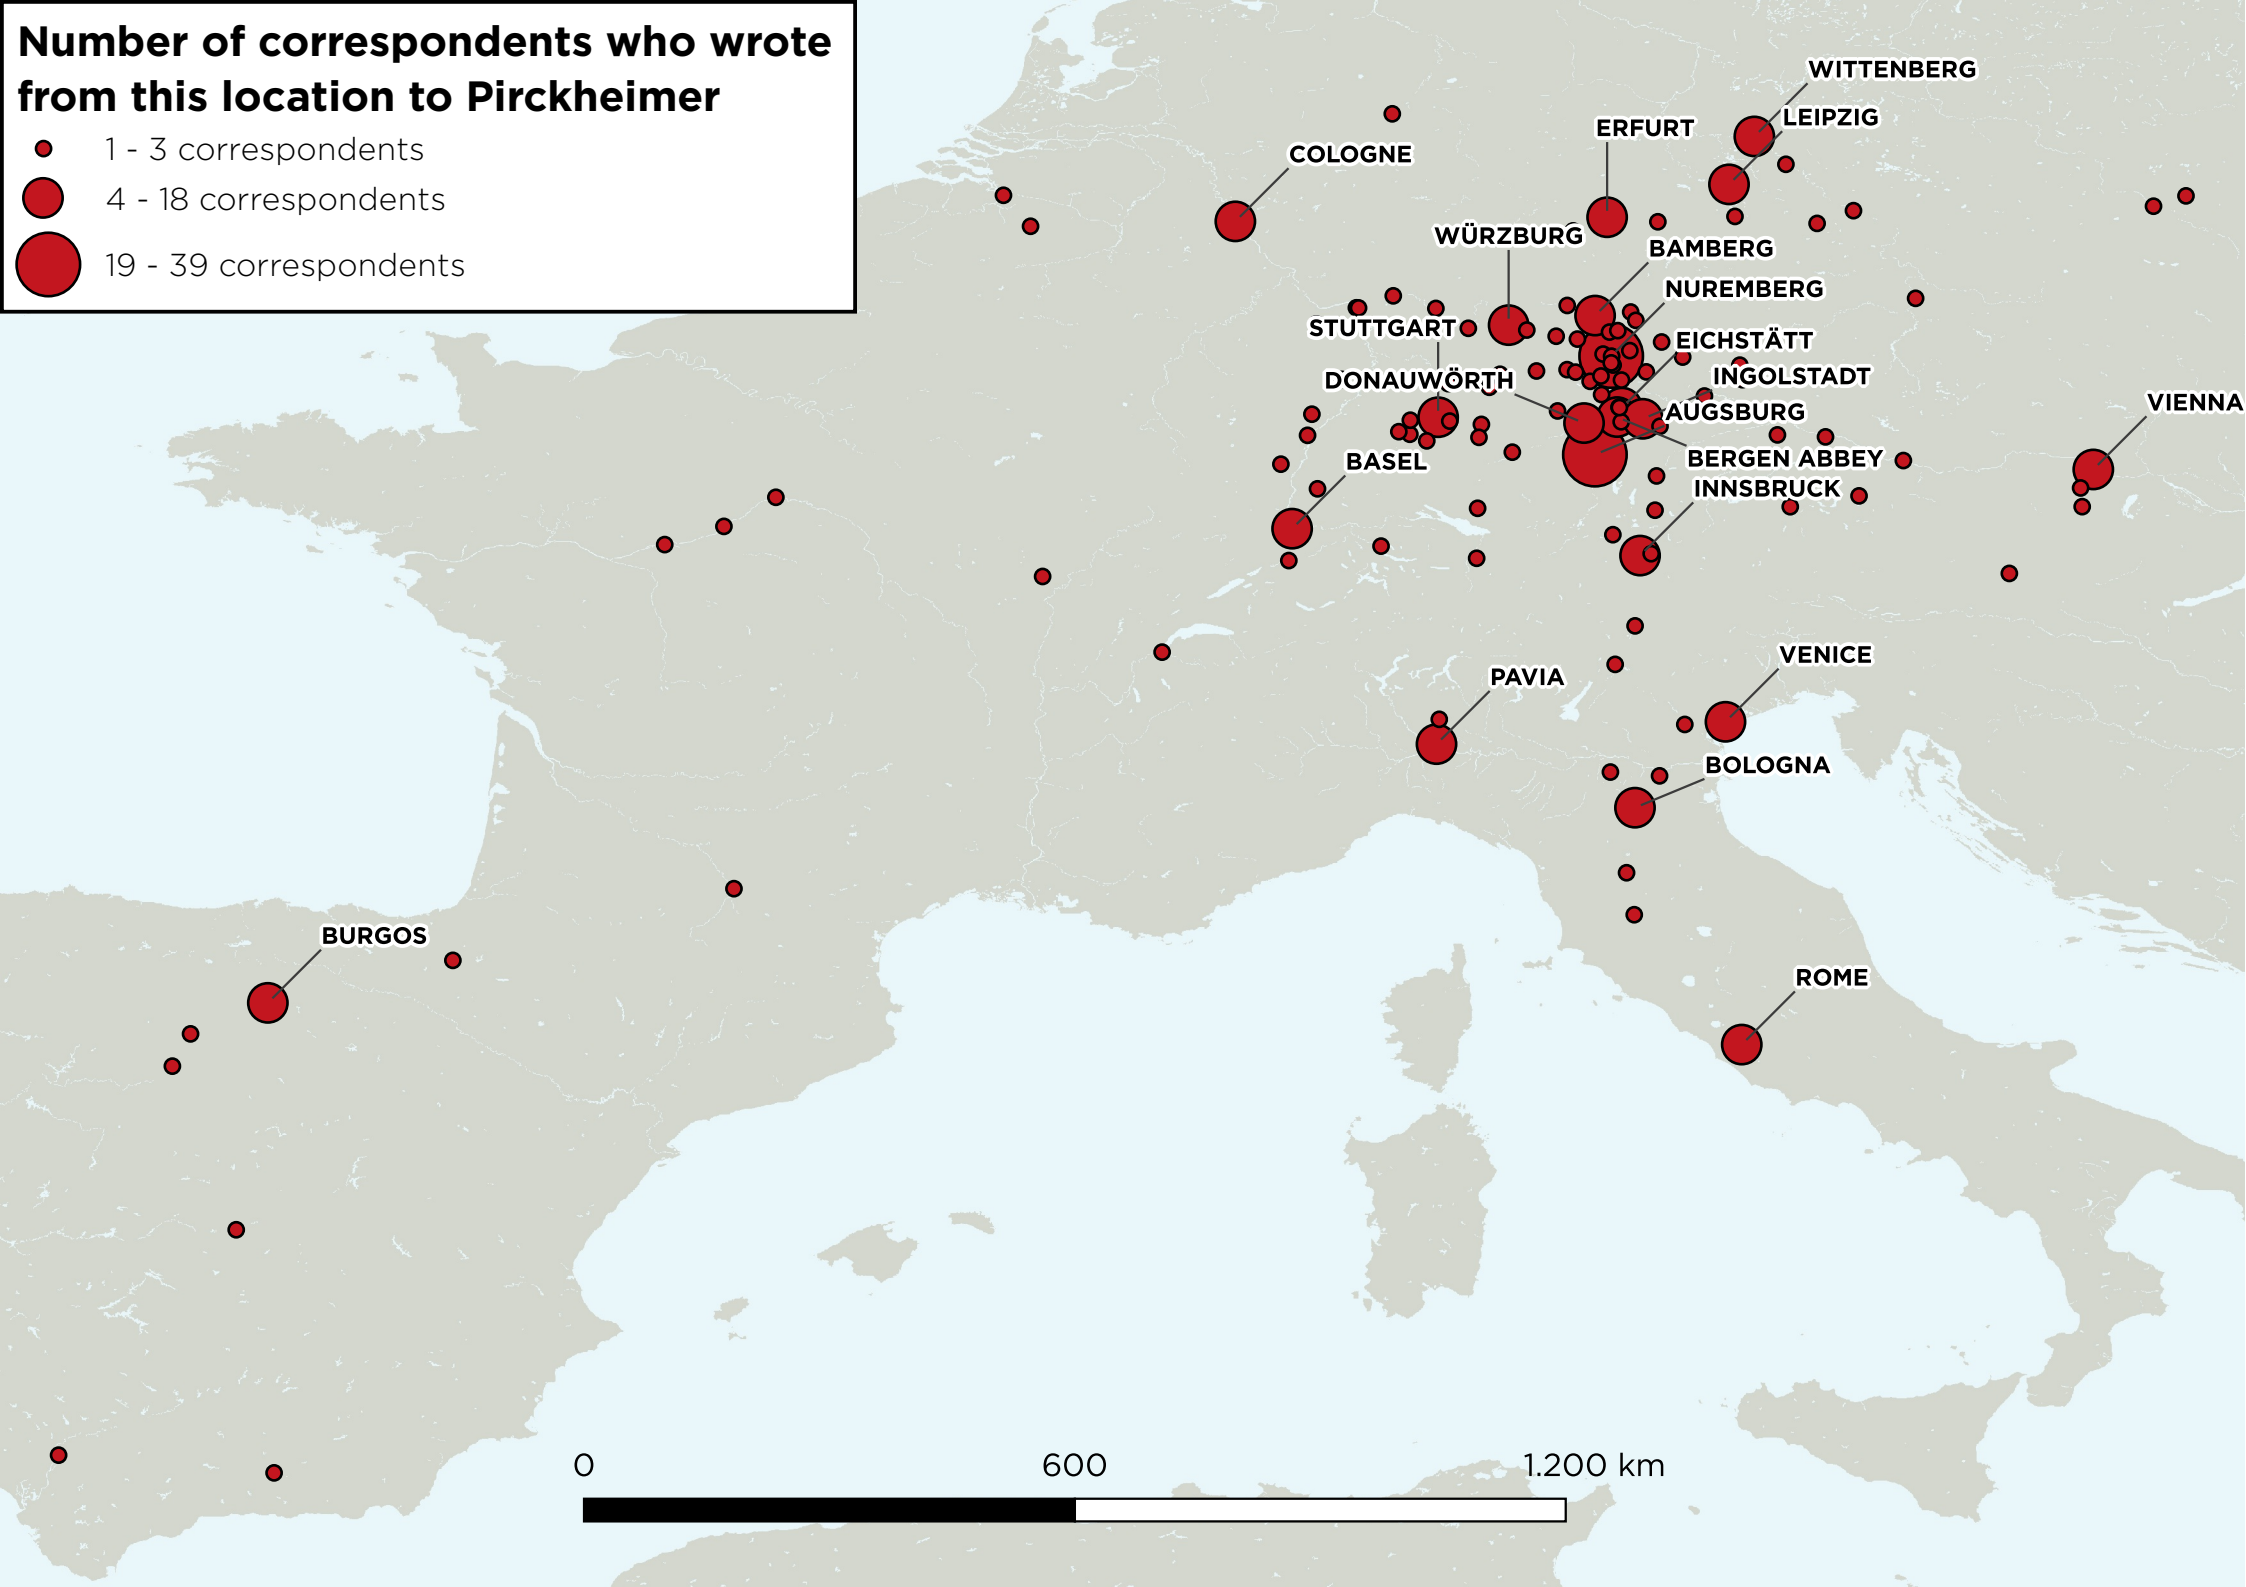 Number of correspondents who wrote
from this location to Pirckheimer
1 - 3 correspondents
4 - 18 correspondents
19 - 39 correspondents
WITTENBERG
LEIPZIG
ERFURT
COLOGNE
WÜRZBURG
BAMBERG
NUREMBERG
STUTTGART
EICHSTÄTT
DONAUWÖRTH
INGOLSTADT
VIENNA
AUGSBURG
BASEL
BERGEN ABBEY
INNSBRUCK
VENICE
PAVIA
BOLOGNA
BURGOS
ROME
0 600 1.200 km